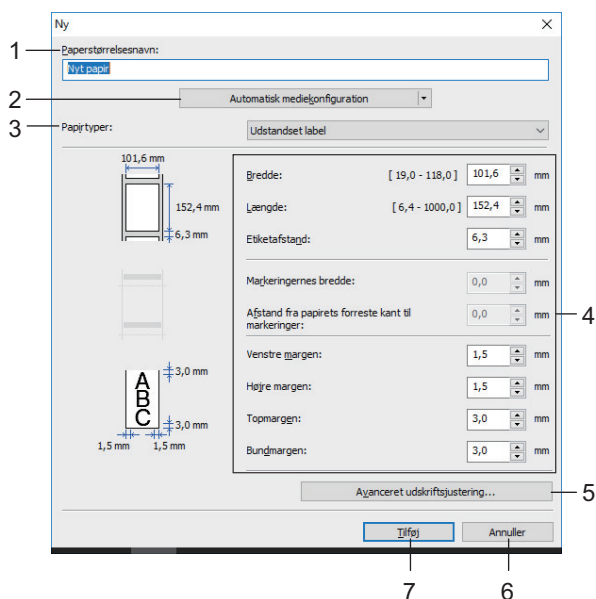 Ny
1
Paperstørrelsesnavn:
Nyt papir
2
Automatisk mediekonfiguration
3
Papirtyper:
Udstandset label
101,6 mm
152,4 mm
6,3 mm
Bredde: [ 19,0 - 118,0 ] 101,6 mm
Længde: [ 6,4 - 1000,0 ] 152,4 mm
Etiketafstand: 6,3 mm
Markeringernes bredde: 0,0 mm
Afstand fra papirets forreste kant til
markeringer:
0,0 mm
4
Venstre margen: 1,5 mm
Højre margen: 1,5 mm
Topmargen: 3,0 mm
Bundmargen: 3,0 mm
3,0 mm
A
B
C
3,0 mm
1,5 mm 1,5 mm
Avanceret udskriftsjustering...
5
Tilføj Annuller
7 6